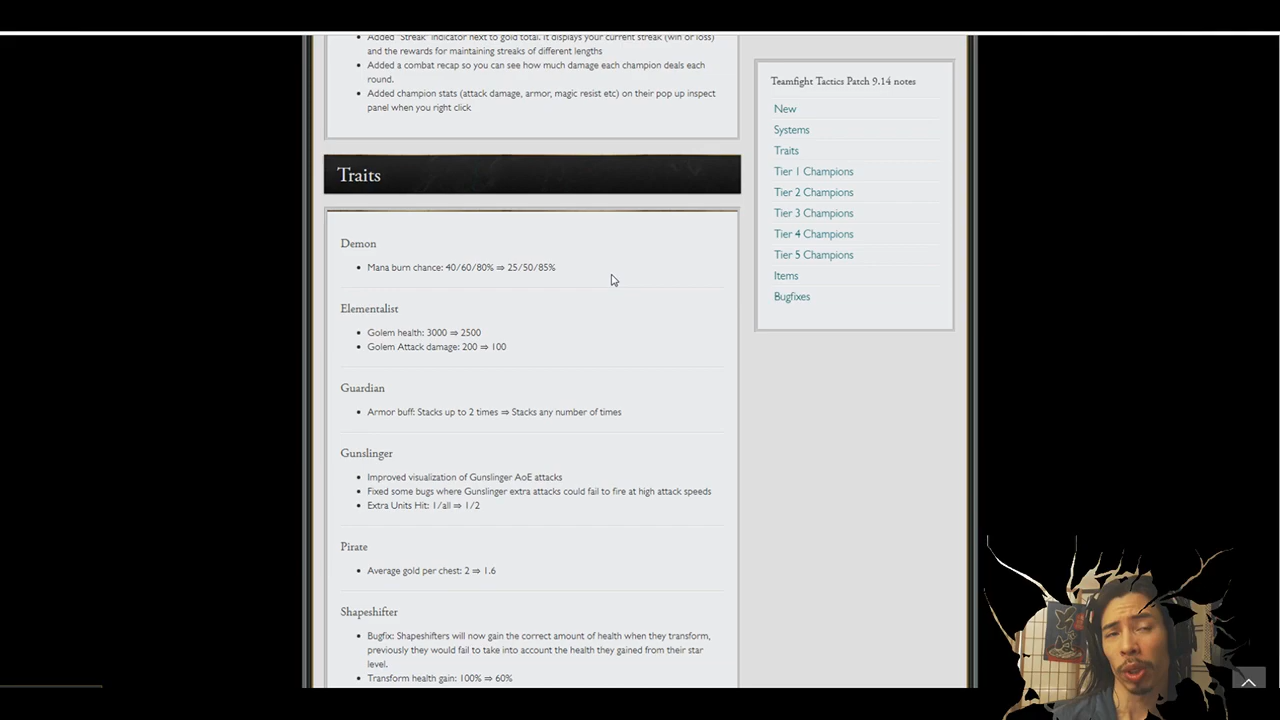 Added "Streak" indicator next to gold total. It displays your current streak (win or loss)
and the rewards for maintaining streaks of different lengths
Added a combat recap so you can see how much damage each champion deals each
round.
Added champion stats (attack damage, armor, magic resist etc) on their pop up inspect
panel when you right click
Traits
Demon
Mana burn chance: 40/60/80% ⇒ 25/50/85%
Elementalist
Golem health: 3000 ⇒ 2500
Golem Attack damage: 200 ⇒ 100
Guardian
Armor buff: Stacks up to 2 times ⇒ Stacks any number of times
Gunslinger
Improved visualization of Gunslinger AoE attacks
Fixed some bugs where Gunslinger extra attacks could fail to fire at high attack speeds
Extra Units Hit: 1/all ⇒ 1/2
Pirate
Average gold per chest: 2 ⇒ 1.6
Shapeshifter
Bugfix: Shapeshifters will now gain the correct amount of health when they transform,
previously they would fail to take into account the health they gained from their star
level.
Transform health gain: 100% ⇒ 60%
Teamfight Tactics Patch 9.14 notes
New
Systems
Traits
Tier 1 Champions
Tier 2 Champions
Tier 3 Champions
Tier 4 Champions
Tier 5 Champions
Items
Bugfixes